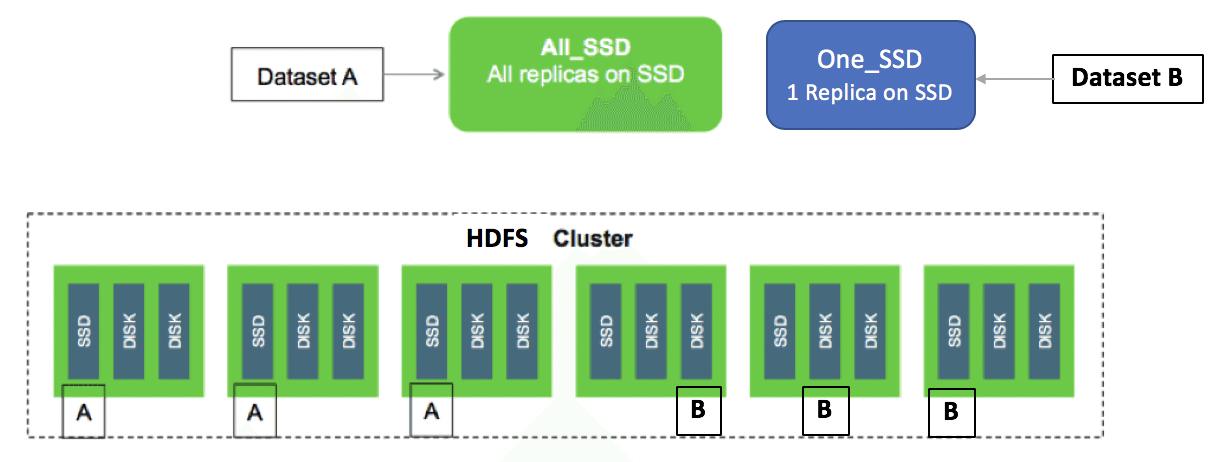 Dataset A
All_SSD
All replicas on SSD
One_SSD
1 Replica on SSD
Dataset B
HDFS Cluster
SSD DISK DISK
SSD DISK DISK
SSD DISK DISK
SSD DISK DISK
SSD DISK DISK
SSD DISK DISK
A
A
A
B
B
B